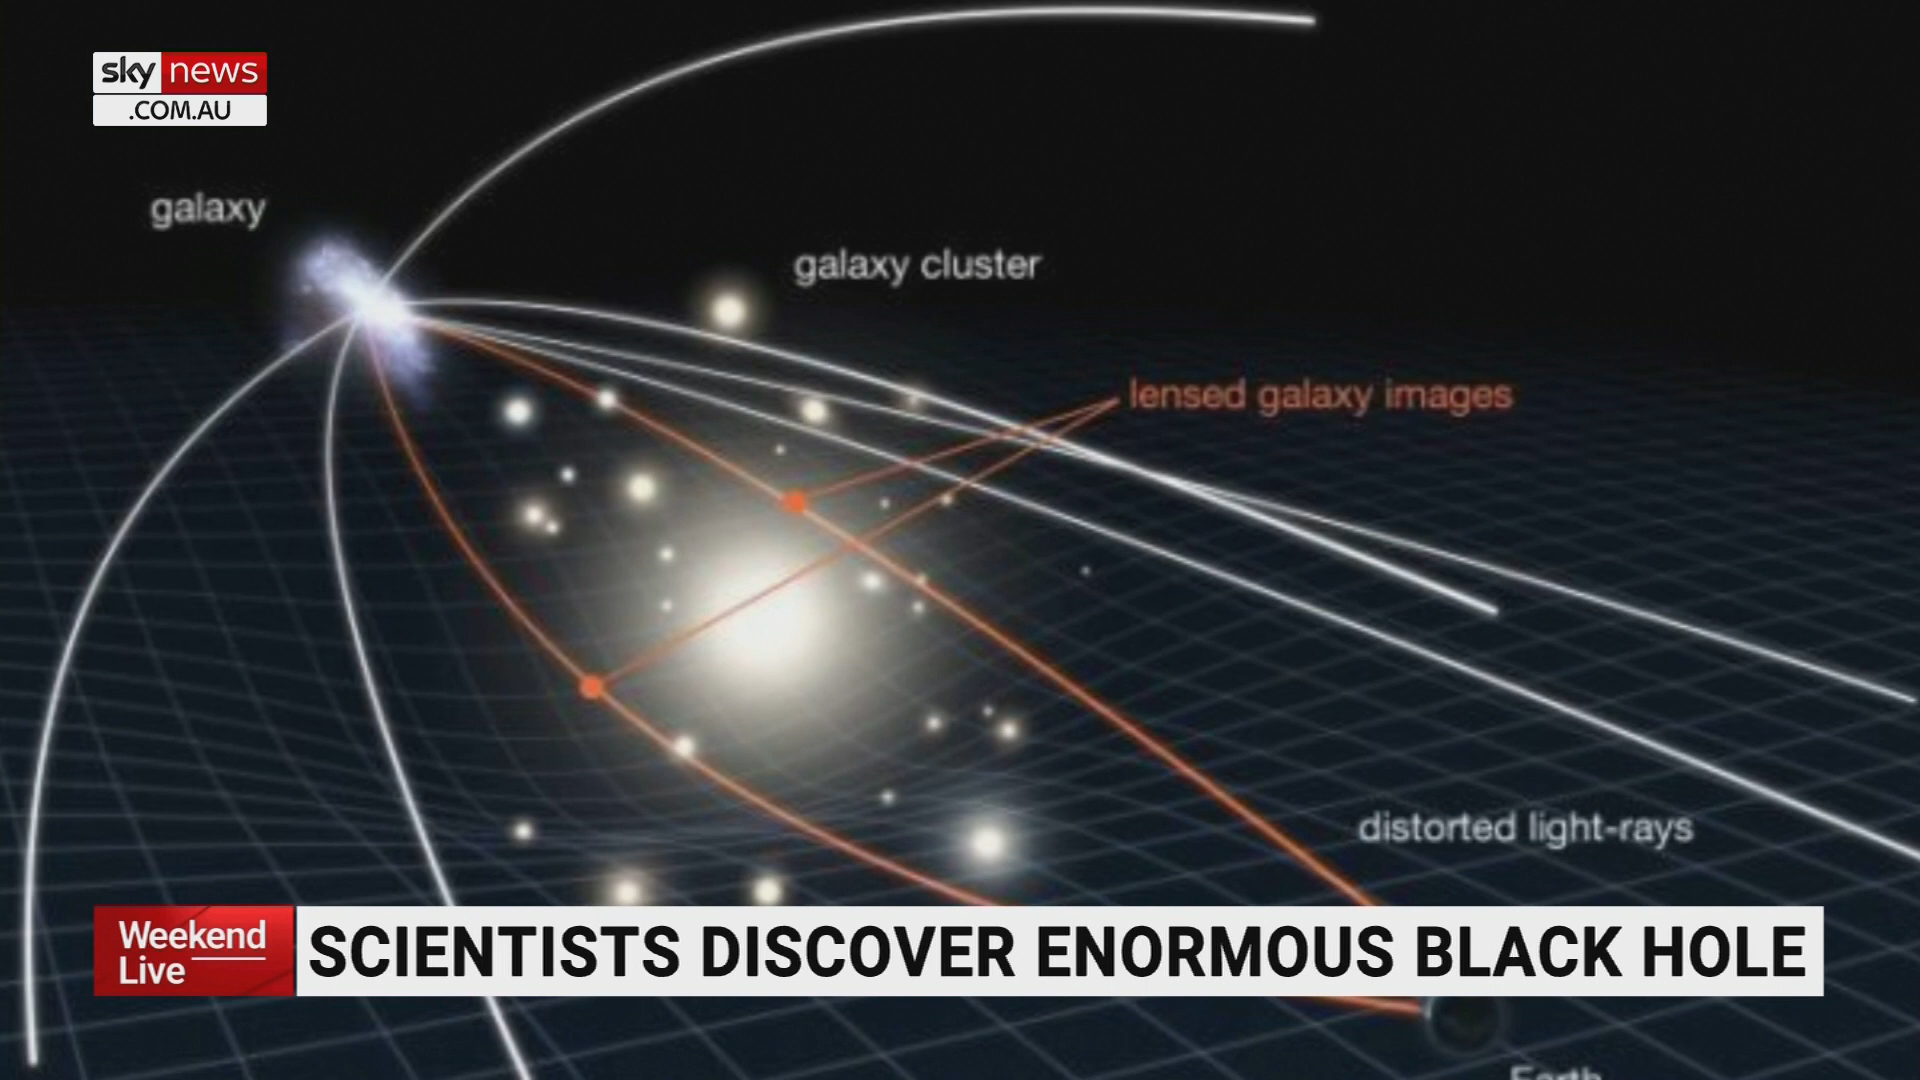 sky news
.COM.AU
galaxy
galaxy cluster
lensed galaxy images
distorted light-rays
Weekend
Live
SCIENTISTS DISCOVER ENORMOUS BLACK HOLE
Earth